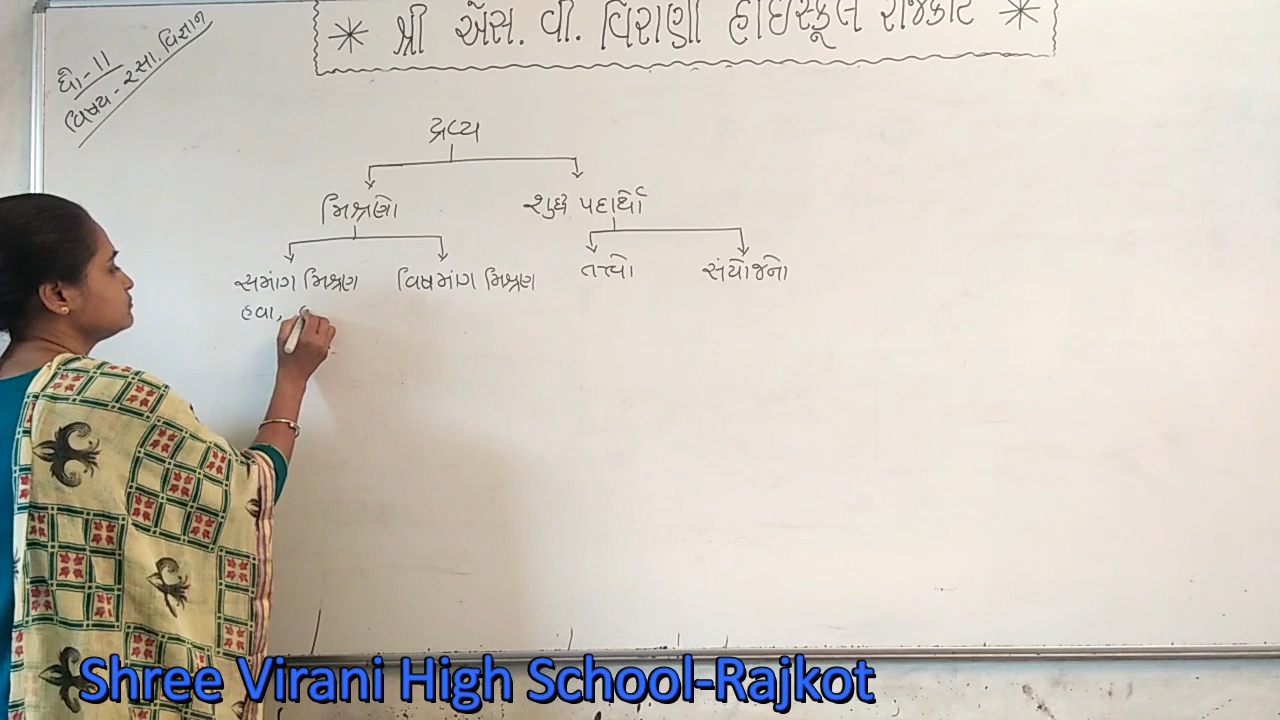 * શ્રી એસ. વી. વિરાણી હાઇસ્કૂલ રાજકોટ *
ધો-11
વિષય - રસા. વિજ્ઞાન
દ્રવ્ય
મિશ્રણો શુદ્ધ પદાર્થો
સમાંગ મિશ્રણ વિષમાંગ મિશ્રણ તત્ત્વો સંયોજનો
હવા,
Shree Virani High School-Rajkot